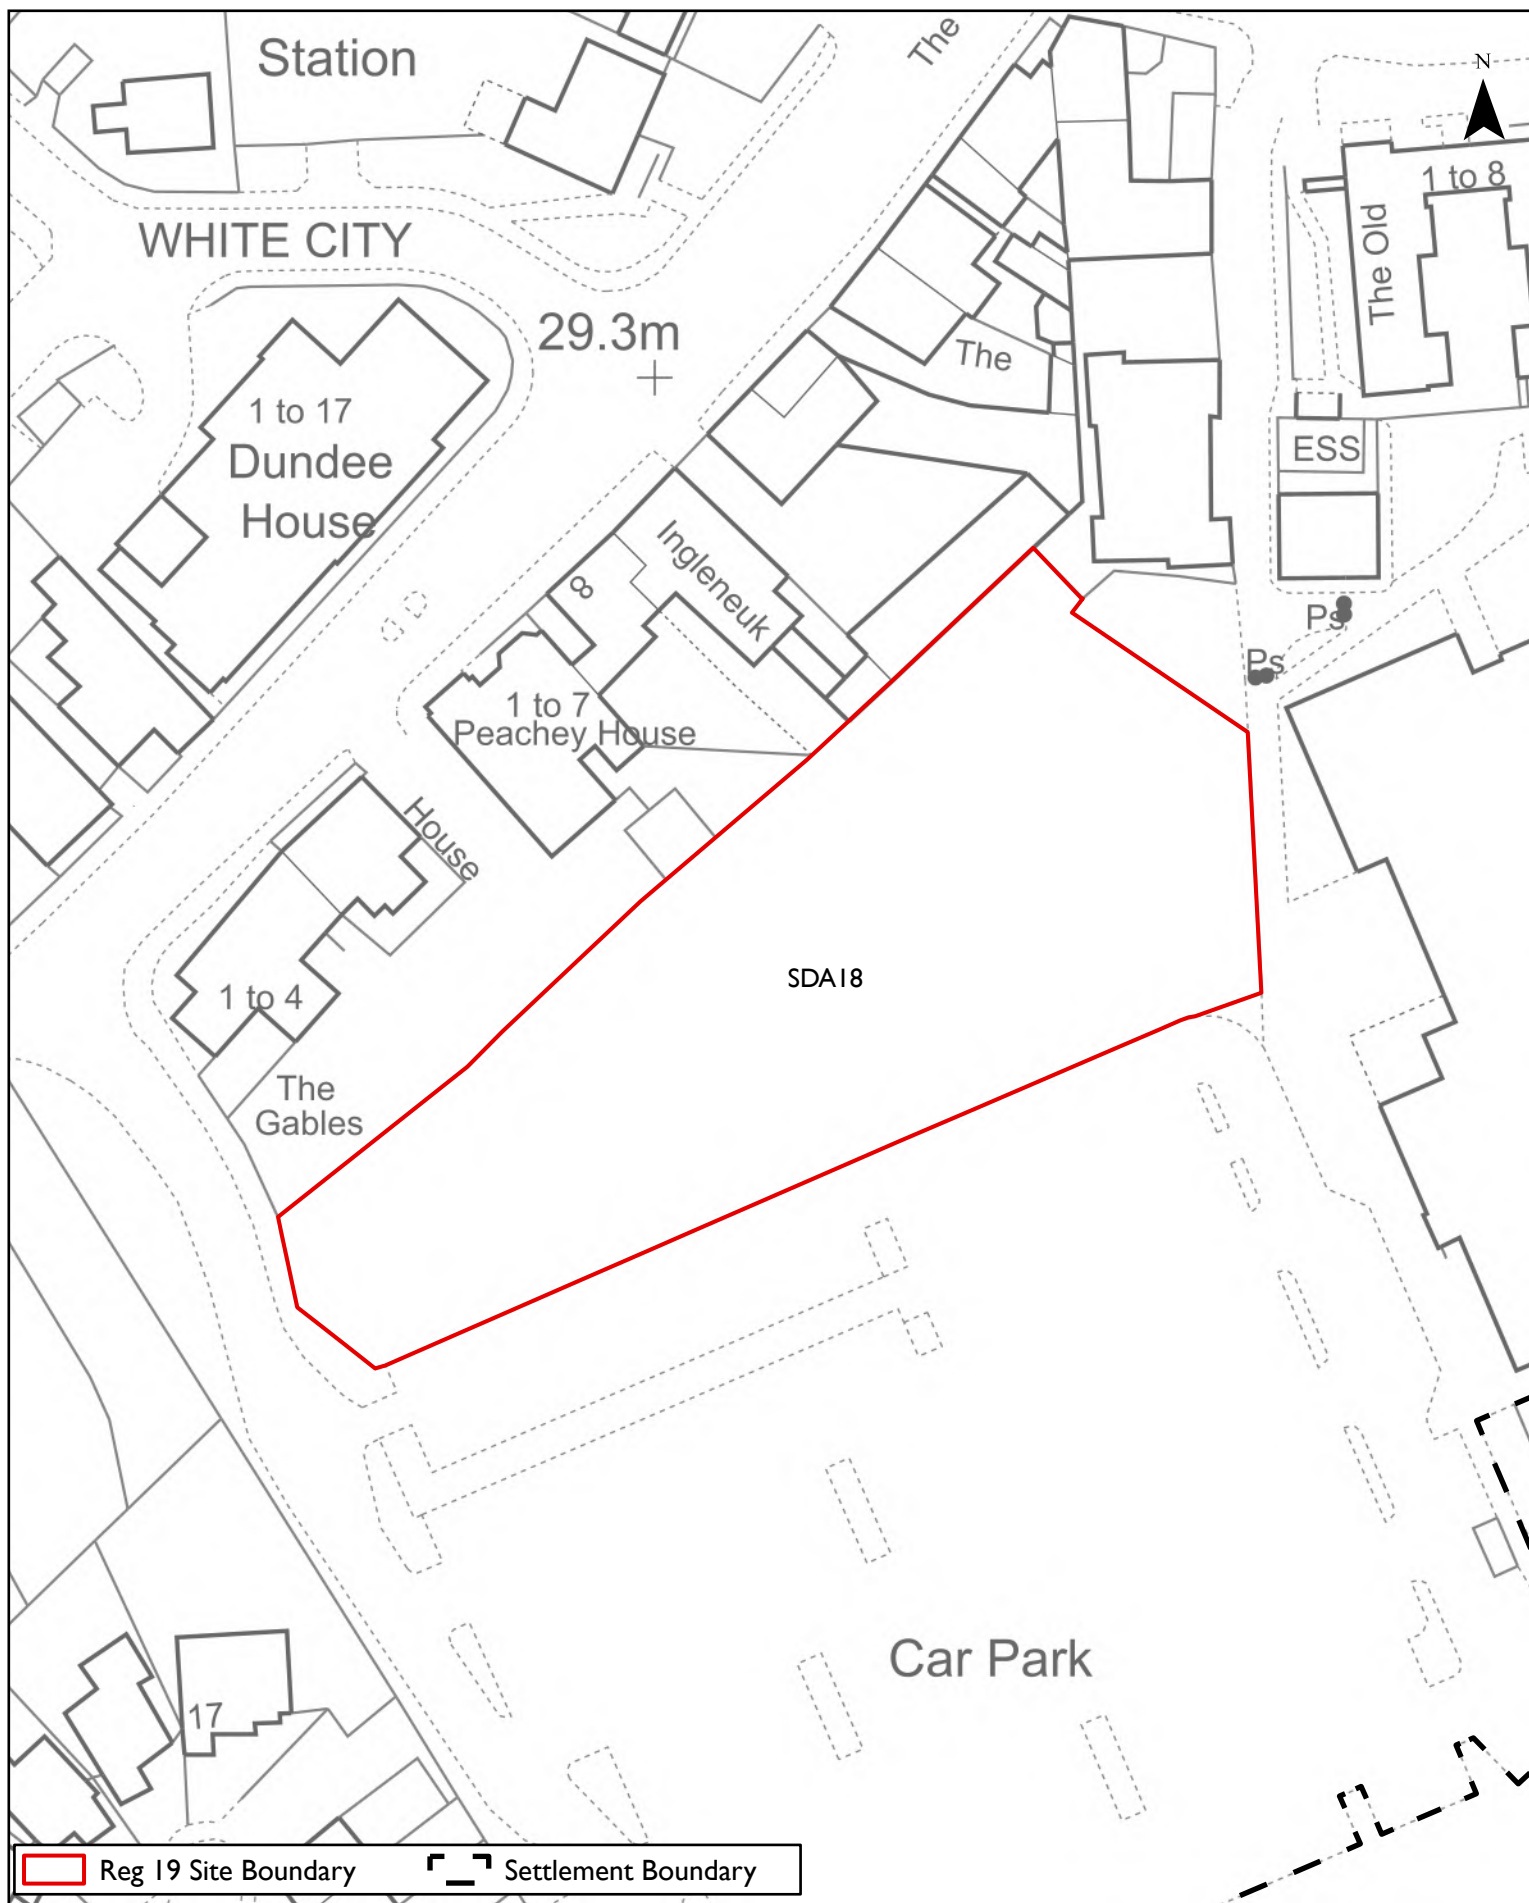 Station
The
N
1 to 8
The Old
WHITE CITY
29.3m
The
1 to 17
Dundee
House
ESS
Ingleneuk
8
Ps
Ps
1 to 7
Peachey House
House
SDA18
1 to 4
The
Gables
Car Park
17
Reg 19 Site Boundary
Settlement Boundary